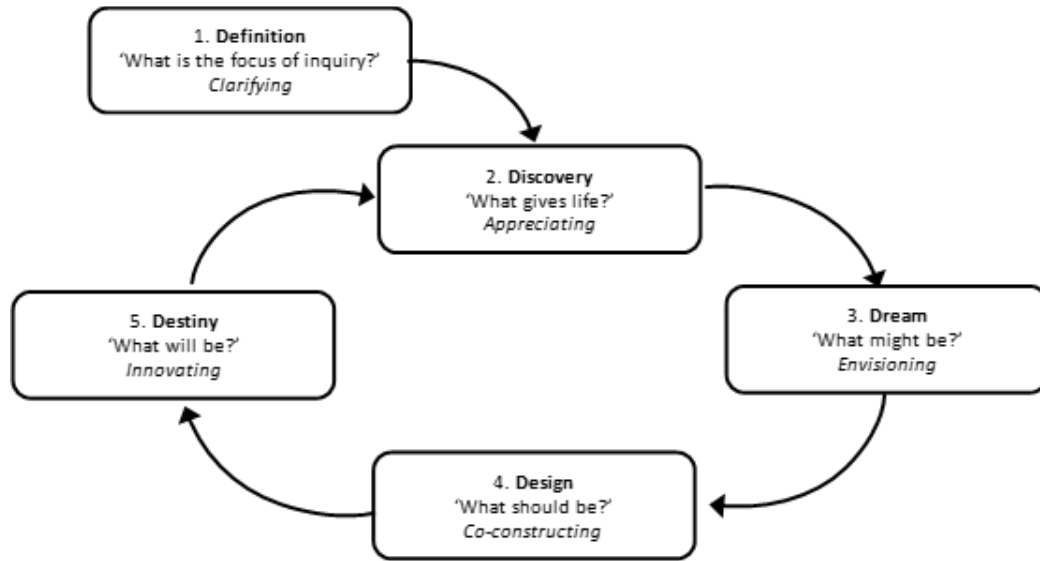 1. Definition
‘What is the focus of inquiry?’
Clarifying
2. Discovery
‘What gives life?’
Appreciating
3. Dream
‘What might be?’
Envisioning
4. Design
‘What should be?’
Co-constructing
5. Destiny
‘What will be?’
Innovating